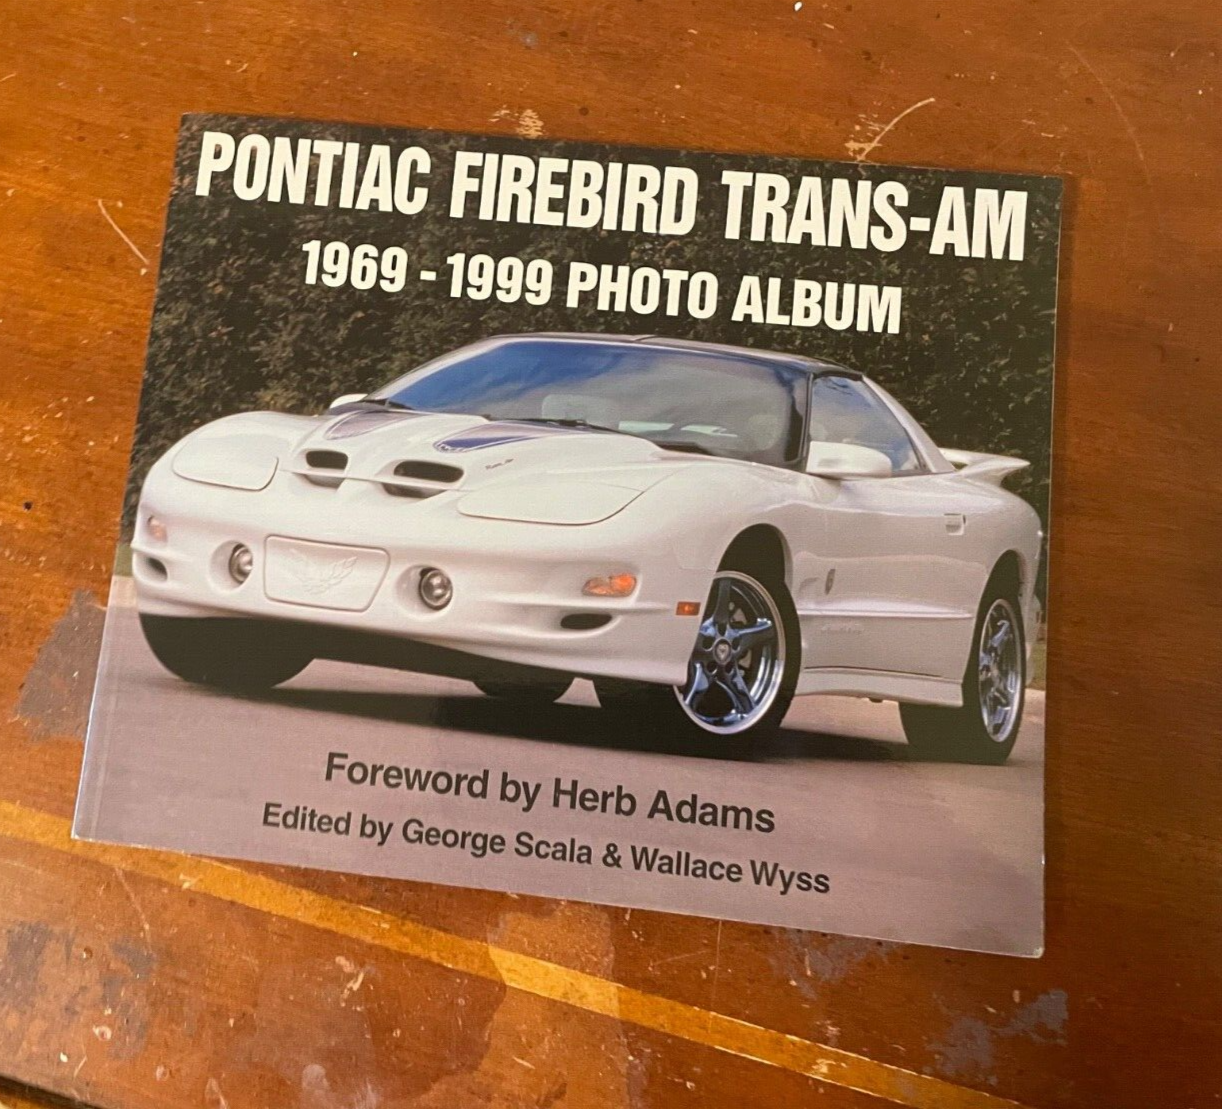 PONTIAC FIREBIRD TRANS-AM
1969 - 1999 PHOTO ALBUM
Foreword by Herb Adams
Edited by George Scala & Wallace Wyss